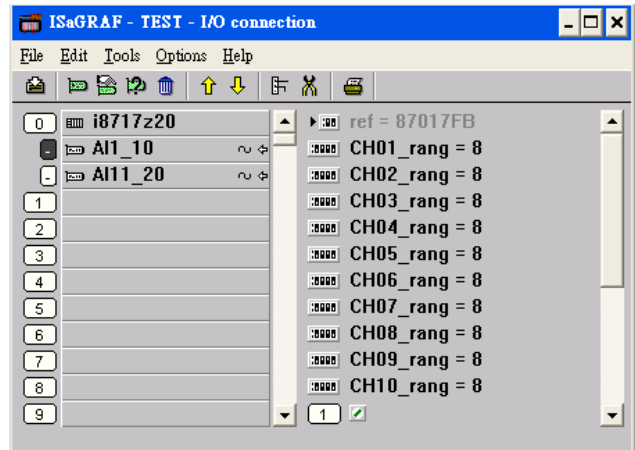 ISaGRAF - TEST - I/O connection
File Edit Tools Options Help
0 i8717z20
- AI1_10
- AI11_20
1
2
3
4
5
6
7
8
9
ref = 87017FB
CH01_rang = 8
CH02_rang = 8
CH03_rang = 8
CH04_rang = 8
CH05_rang = 8
CH06_rang = 8
CH07_rang = 8
CH08_rang = 8
CH09_rang = 8
CH10_rang = 8
1